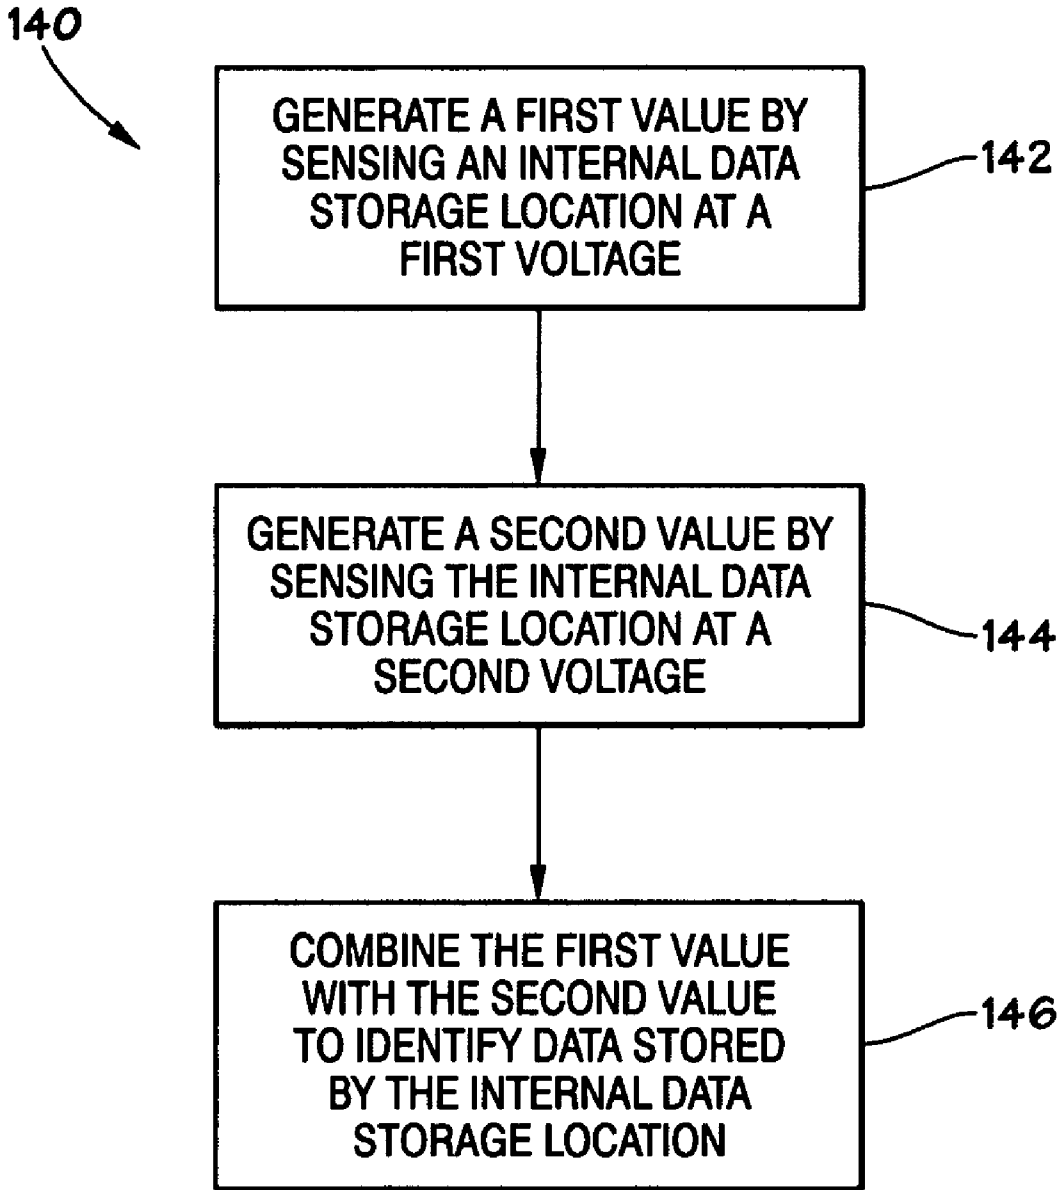 140
GENERATE A FIRST VALUE BY
SENSING AN INTERNAL DATA
STORAGE LOCATION AT A
FIRST VOLTAGE
142
GENERATE A SECOND VALUE BY
SENSING THE INTERNAL DATA
STORAGE LOCATION AT A
SECOND VOLTAGE
144
COMBINE THE FIRST VALUE
WITH THE SECOND VALUE
TO IDENTIFY DATA STORED
BY THE INTERNAL DATA
STORAGE LOCATION
146